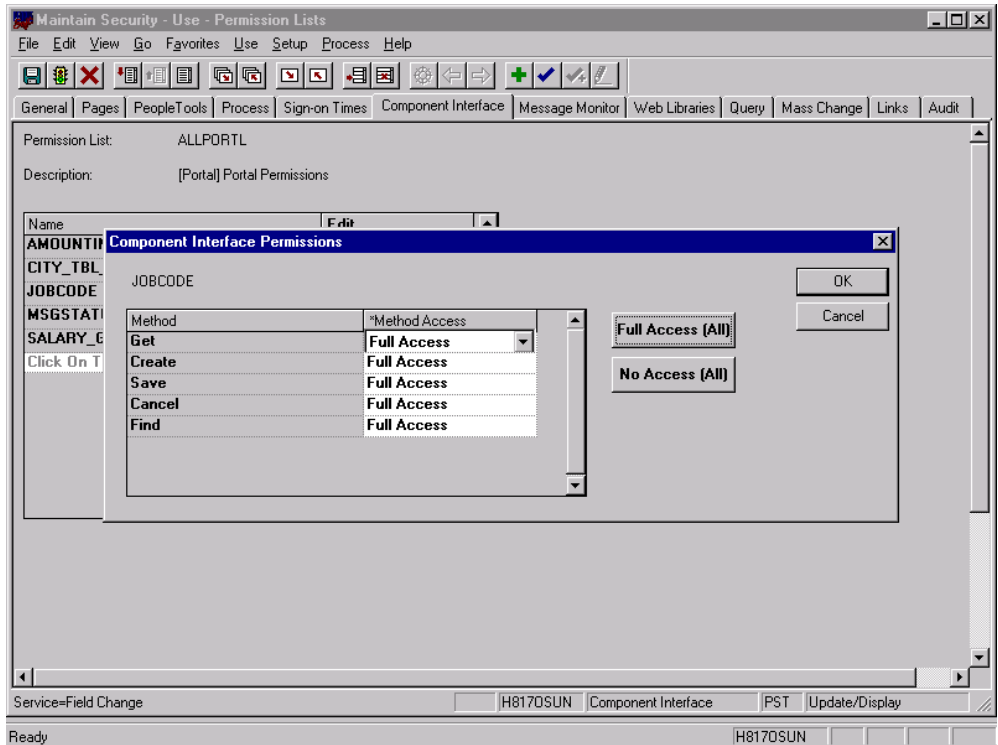 Maintain Security - Use - Permission Lists
File Edit View Go Favorites Use Setup Process Help
General Pages PeopleTools Process Sign-on Times Component Interface Message Monitor Web Libraries Query Mass Change Links Audit
Permission List: ALLPORTL
Description: [Portal] Portal Permissions
Name Edit
Component Interface Permissions
CITY_TBL_
JOBCODE
MSGSTATI
SALARY_
Click On T
JOBCODE
OK
Cancel
Method *Method Access
Get Full Access
Create Full Access
Save Full Access
Cancel Full Access
Find Full Access
Full Access (All)
No Access (All)
Service=Field Change H817OSUN Component Interface PST Update/Display
Ready H817OSUN